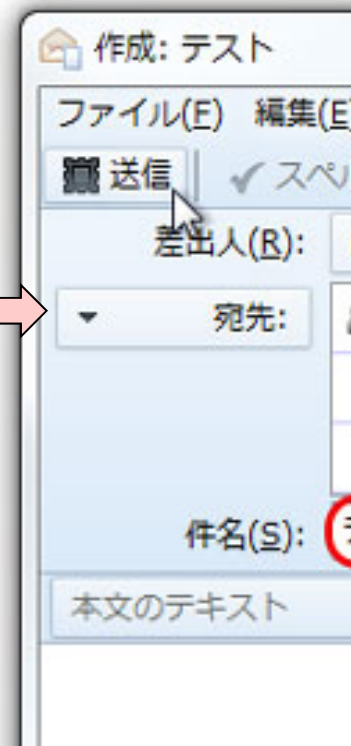 作成: テスト
ファイル(F) 編集(E)
送信 スペ
差出人(R):
宛先:
件名(S):
本文のテキスト